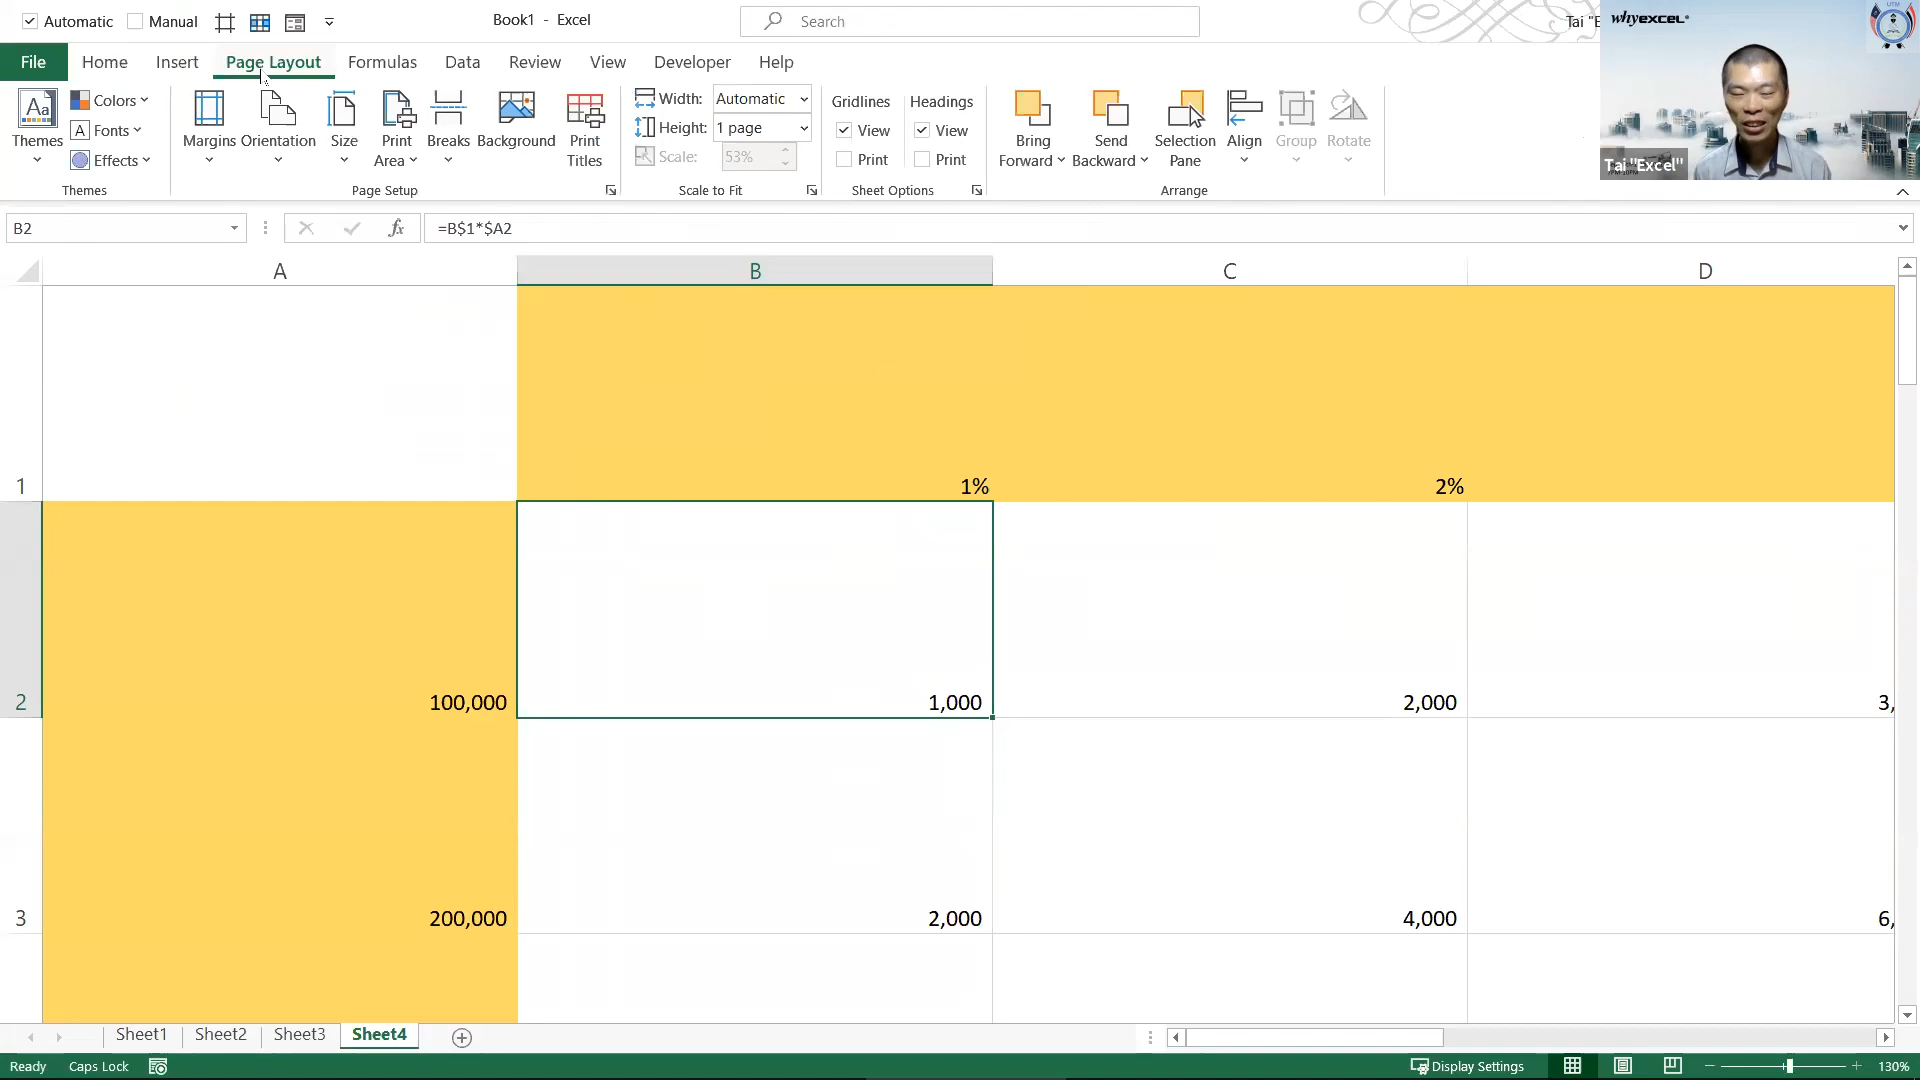 Automatic Manual Book1 - Excel Search Tai "E
whyexcel
UTM
File Home Insert Page Layout Formulas Data Review View Developer Help
Aa Colors Width: Automatic Gridlines Headings
Fonts Height: 1 page View View
Themes Margins Orientation Size Print Area Breaks Background Print Titles Bring Forward Send Backward Selection Pane Align Group Rotate
Effects Scale: 53% Print Print
Tai "Excel"
Themes Page Setup Scale to Fit Sheet Options Arrange
B2 fx =B$1*$A2
A B C D
1 1% 2%
2 100,000 1,000 2,000 3,
3 200,000 2,000 4,000 6,
Sheet1 Sheet2 Sheet3 Sheet4
Ready Caps Lock Display Settings 130%